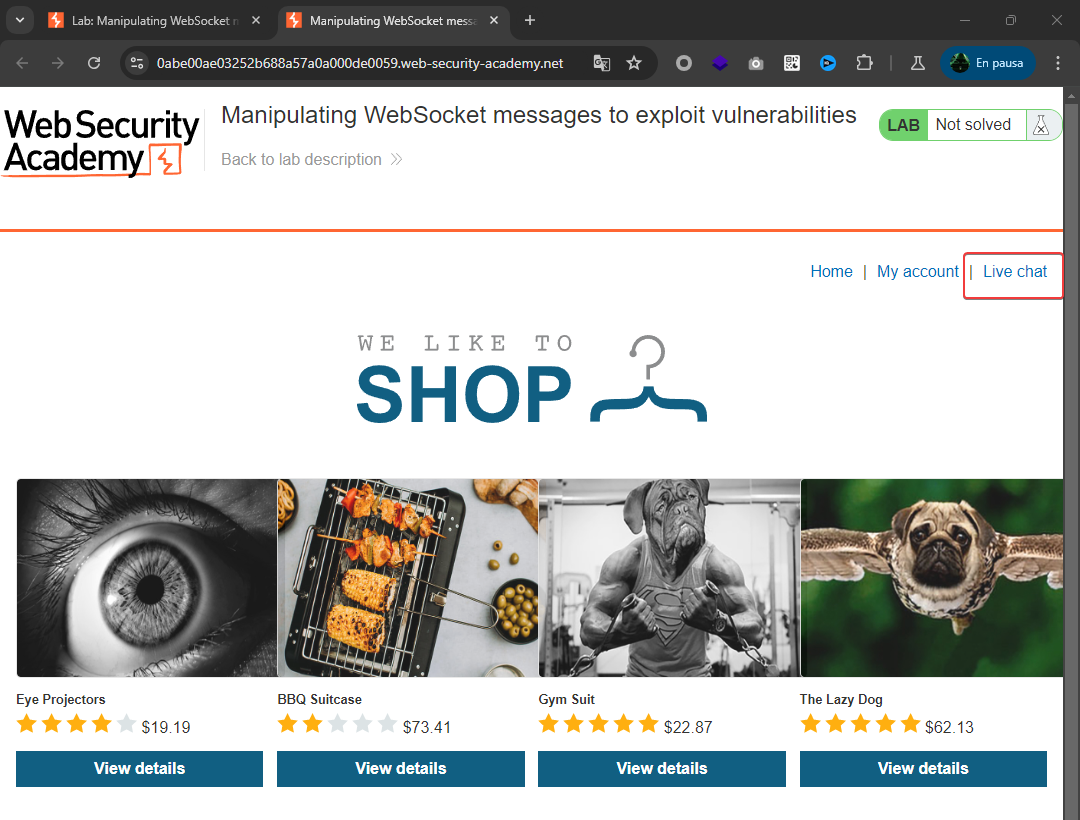 Lab: Manipulating WebSocket
Manipulating WebSocket mess
0abe00ae03252b688a57a0a000de0059.web-security-academy.net
En pausa
Web Security
Academy
Manipulating WebSocket messages to exploit vulnerabilities
Back to lab description
LAB Not solved
Home | My account | Live chat
WE LIKE TO
SHOP
Eye Projectors
$19.19
View details
BBQ Suitcase
$73.41
View details
Gym Suit
$22.87
View details
The Lazy Dog
$62.13
View details